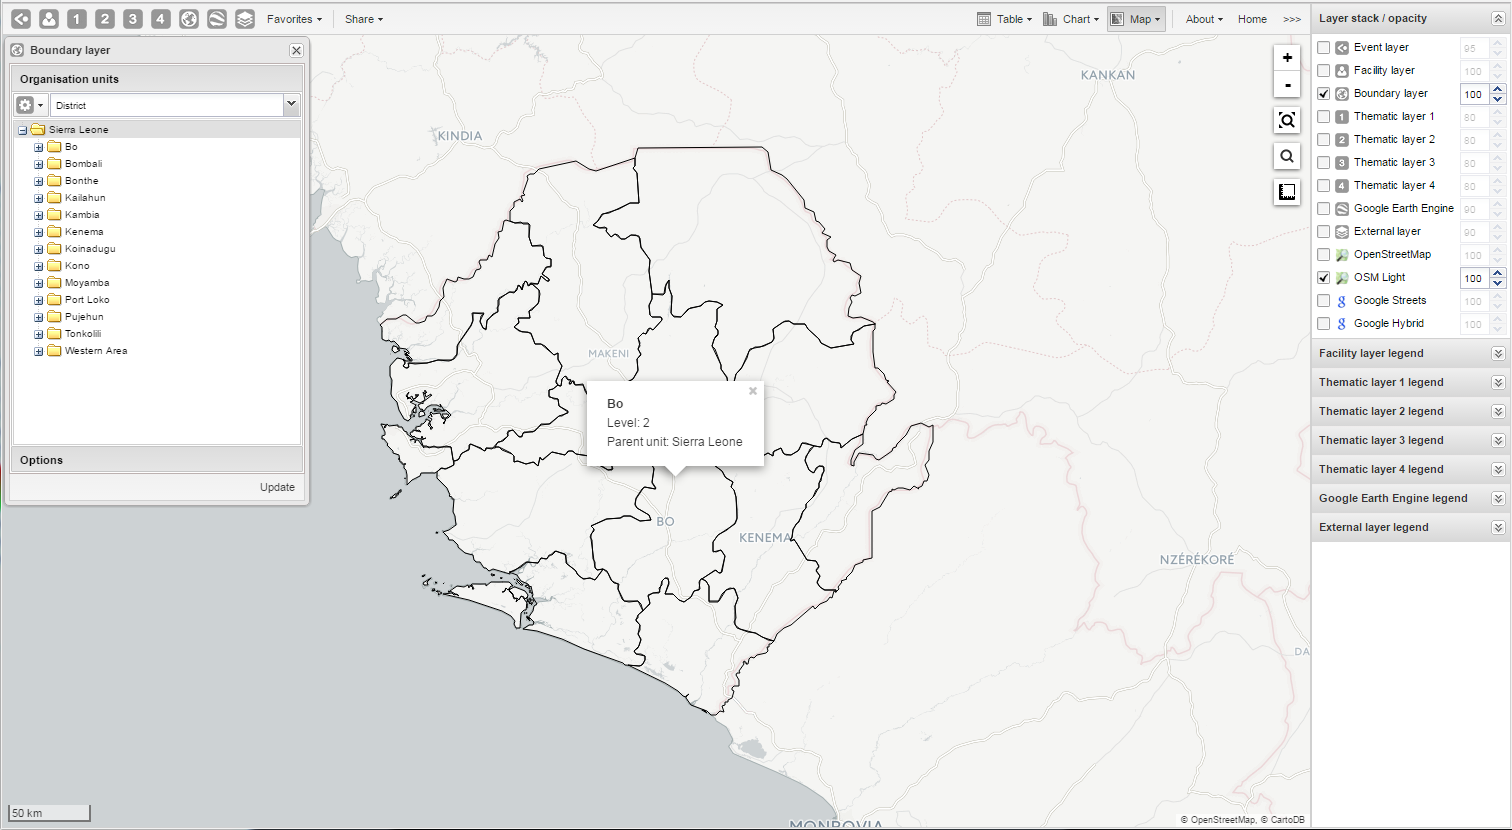 1 2 3 4 Favorites Share Table Chart Map About Home >>>
Boundary layer
Organisation units
District
Sierra Leone
Bo
Bombali
Bonthe
Kailahun
Kambia
Kenema
Koinadugu
Kono
Moyamba
Port Loko
Pujehun
Tonkolili
Western Area
Options
Update
KANKAN
KINDIA
MAKENI
Bo
Level: 2
Parent unit: Sierra Leone
BO
KENEMA
NZÉRÉKORÉ
DA
MONROVIA
50 km
© OpenStreetMap, © CartoDB
+
-
Layer stack / opacity
Event layer 95
Facility layer 100
Boundary layer 100
1 Thematic layer 1 80
2 Thematic layer 2 80
3 Thematic layer 3 80
4 Thematic layer 4 80
Google Earth Engine 90
External layer 90
OpenStreetMap 100
OSM Light 100
Google Streets 100
Google Hybrid 100
Facility layer legend
Thematic layer 1 legend
Thematic layer 2 legend
Thematic layer 3 legend
Thematic layer 4 legend
Google Earth Engine legend
External layer legend